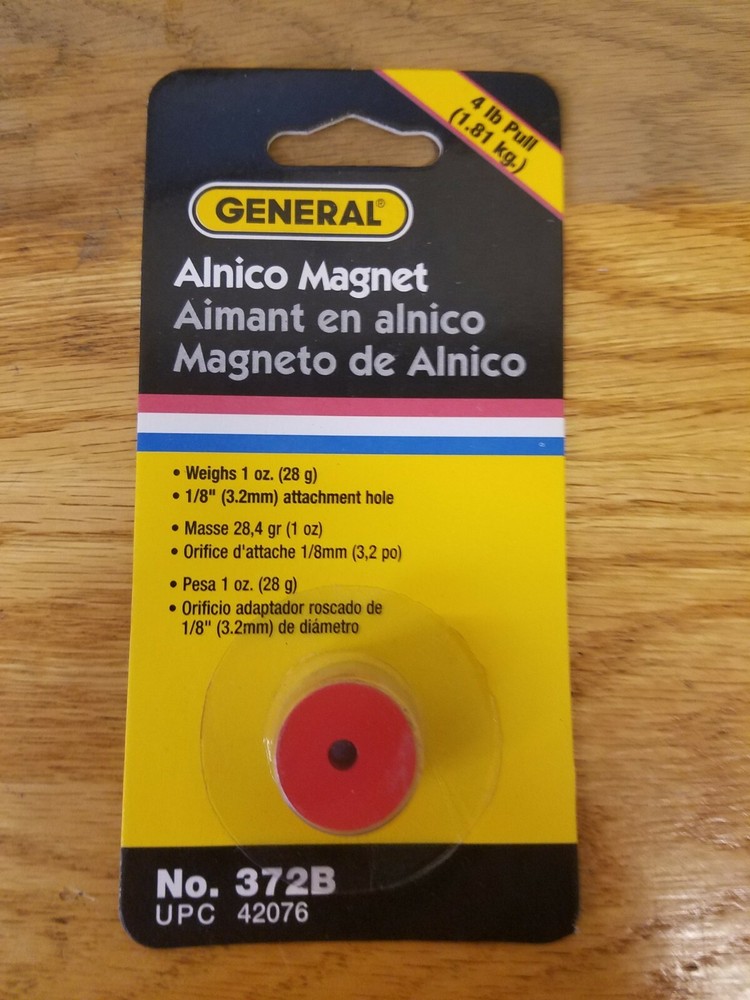 4 lb Pull
(1.81 kg.)
GENERAL®
Alnico Magnet
Aimant en alnico
Magneto de Alnico
• Weighs 1 oz. (28 g)
• 1/8" (3.2mm) attachment hole
• Masse 28,4 gr (1 oz)
• Orifice d'attache 1/8mm (3,2 po)
• Pesa 1 oz. (28 g)
• Orificio adaptador roscado de
1/8" (3.2mm) de diámetro
No. 372B
UPC 42076